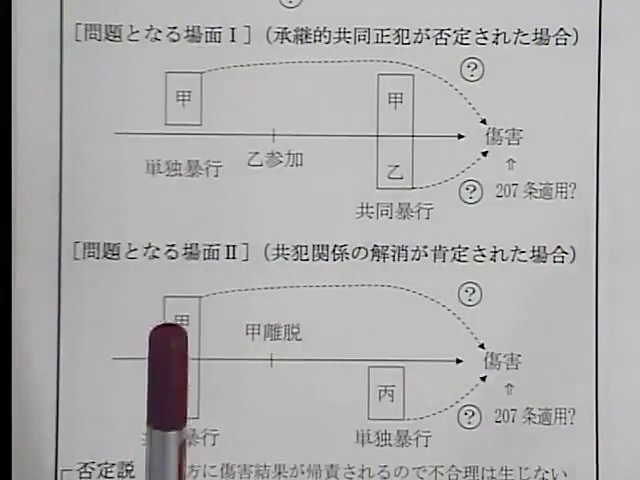 [問題となる場面Ⅰ]（承継的共同正犯が否定された場合）
甲
甲
?
乙参加
傷害
単独暴行
乙
⇑
?
207条適用?
共同暴行
[問題となる場面Ⅱ]（共犯関係の解消が肯定された場合）
甲
?
甲離脱
傷害
丙
⇑
?
207条適用?
暴行
単独暴行
否定説
方に傷害結果が帰責されるので不合理は生じない